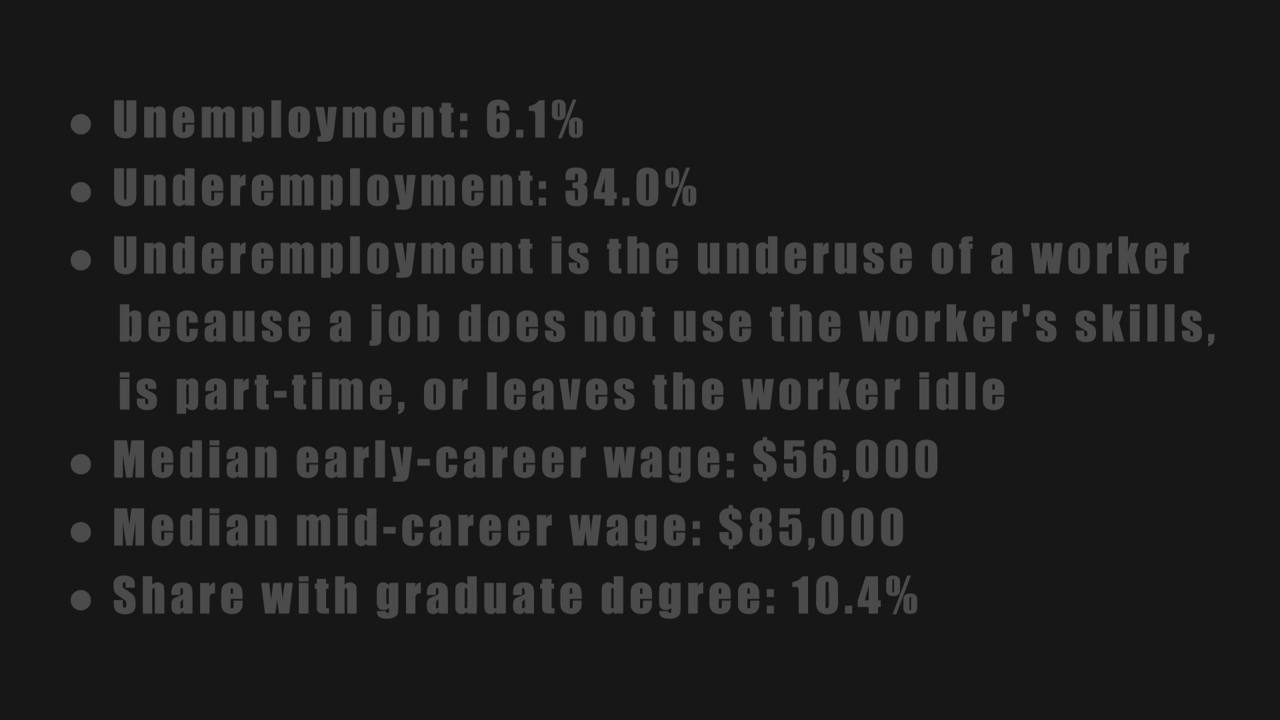 ● Unemployment: 6.1%
● Underemployment: 34.0%
● Underemployment is the underuse of a worker
because a job does not use the worker's skills,
is part-time, or leaves the worker idle
● Median early-career wage: $56,000
● Median mid-career wage: $85,000
● Share with graduate degree: 10.4%